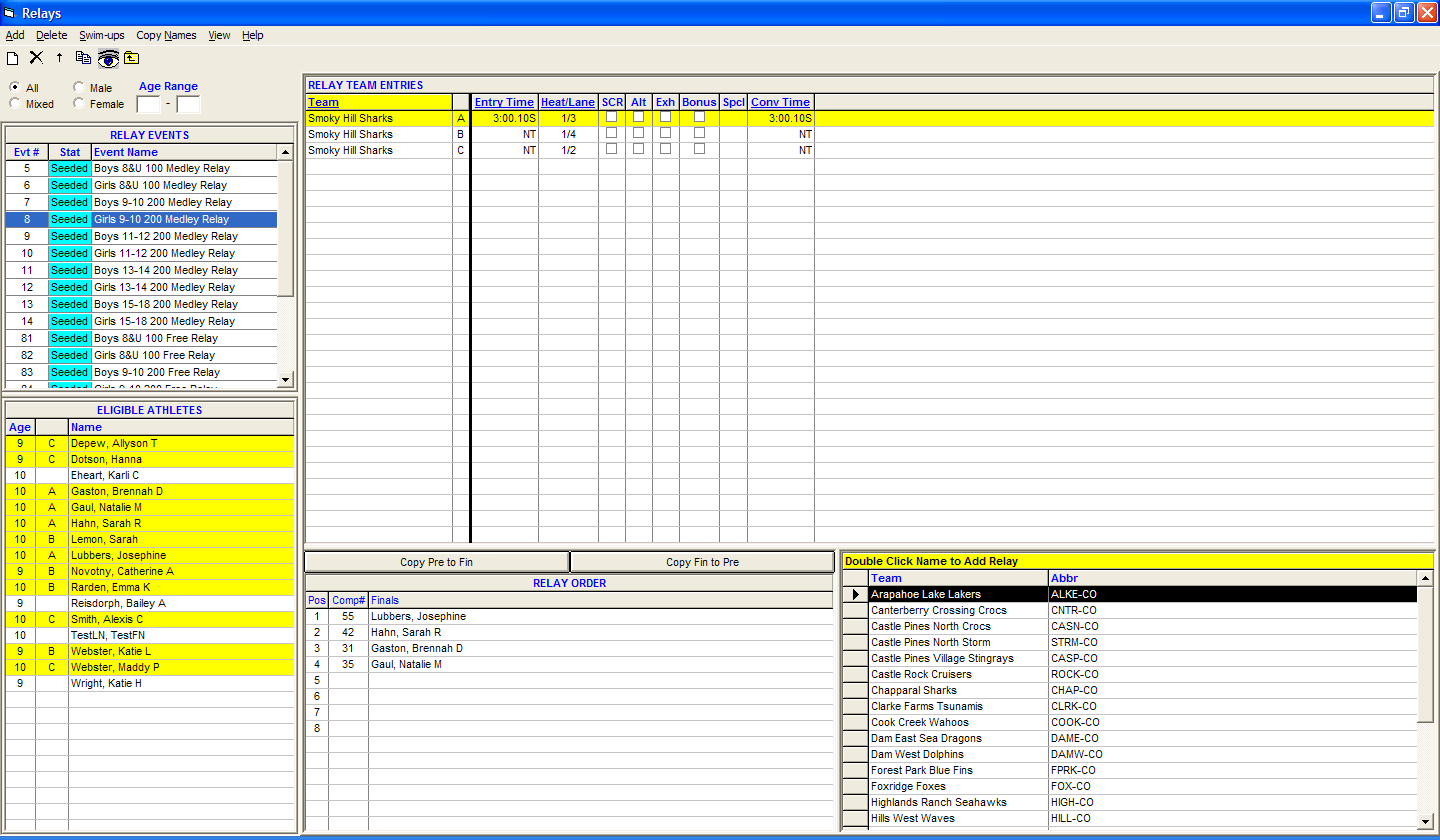 Relays
Add Delete Swim-ups Copy Names View Help
All Male Age Range
Mixed Female -
RELAY EVENTS
Evt # Stat Event Name
5 Seeded Boys 8&U 100 Medley Relay
6 Seeded Girls 8&U 100 Medley Relay
7 Seeded Boys 9-10 200 Medley Relay
8 Seeded Girls 9-10 200 Medley Relay
9 Seeded Boys 11-12 200 Medley Relay
10 Seeded Girls 11-12 200 Medley Relay
11 Seeded Boys 13-14 200 Medley Relay
12 Seeded Girls 13-14 200 Medley Relay
13 Seeded Boys 15-18 200 Medley Relay
14 Seeded Girls 15-18 200 Medley Relay
81 Seeded Boys 8&U 100 Free Relay
82 Seeded Girls 8&U 100 Free Relay
83 Seeded Boys 9-10 200 Free Relay
84 Seeded Girls 9-10 200 Free Relay
ELIGIBLE ATHLETES
Age Name
9 C Depew, Allyson T
9 C Dotson, Hanna
10 Eheart, Karli C
10 A Gaston, Brennah D
10 A Gaul, Natalie M
10 A Hahn, Sarah R
10 B Lemon, Sarah
10 A Lubbers, Josephine
9 B Novotny, Catherine A
10 B Rarden, Emma K
9 Reisdorph, Bailey A
10 C Smith, Alexis C
10 TestLN, TestFN
9 B Webster, Katie L
10 C Webster, Maddy P
9 Wright, Katie H
RELAY TEAM ENTRIES
Team Entry Time Heat/Lane SCR Alt Exh Bonus Spcl Conv Time
Smoky Hill Sharks A 3:00.10S 1/3 3:00.10S
Smoky Hill Sharks B NT 1/4 NT
Smoky Hill Sharks C NT 1/2 NT
Copy Pre to Fin Copy Fin to Pre
RELAY ORDER
Pos Comp# Finals
1 55 Lubbers, Josephine
2 42 Hahn, Sarah R
3 31 Gaston, Brennah D
4 35 Gaul, Natalie M
5
6
7
8
Double Click Name to Add Relay
Team Abbr
Arapahoe Lake Lakers ALKE-CO
Canterberry Crossing Crocs CNTR-CO
Castle Pines North Crocs CASN-CO
Castle Pines North Storm STRM-CO
Castle Pines Village Stingrays CASP-CO
Castle Rock Cruisers ROCK-CO
Chapparal Sharks CHAP-CO
Clarke Farms Tsunamis CLRK-CO
Cook Creek Wahoos COOK-CO
Dam East Sea Dragons DAME-CO
Dam West Dolphins DAMW-CO
Forest Park Blue Fins FPRK-CO
Foxridge Foxes FOX-CO
Highlands Ranch Seahawks HIGH-CO
Hills West Waves HILL-CO